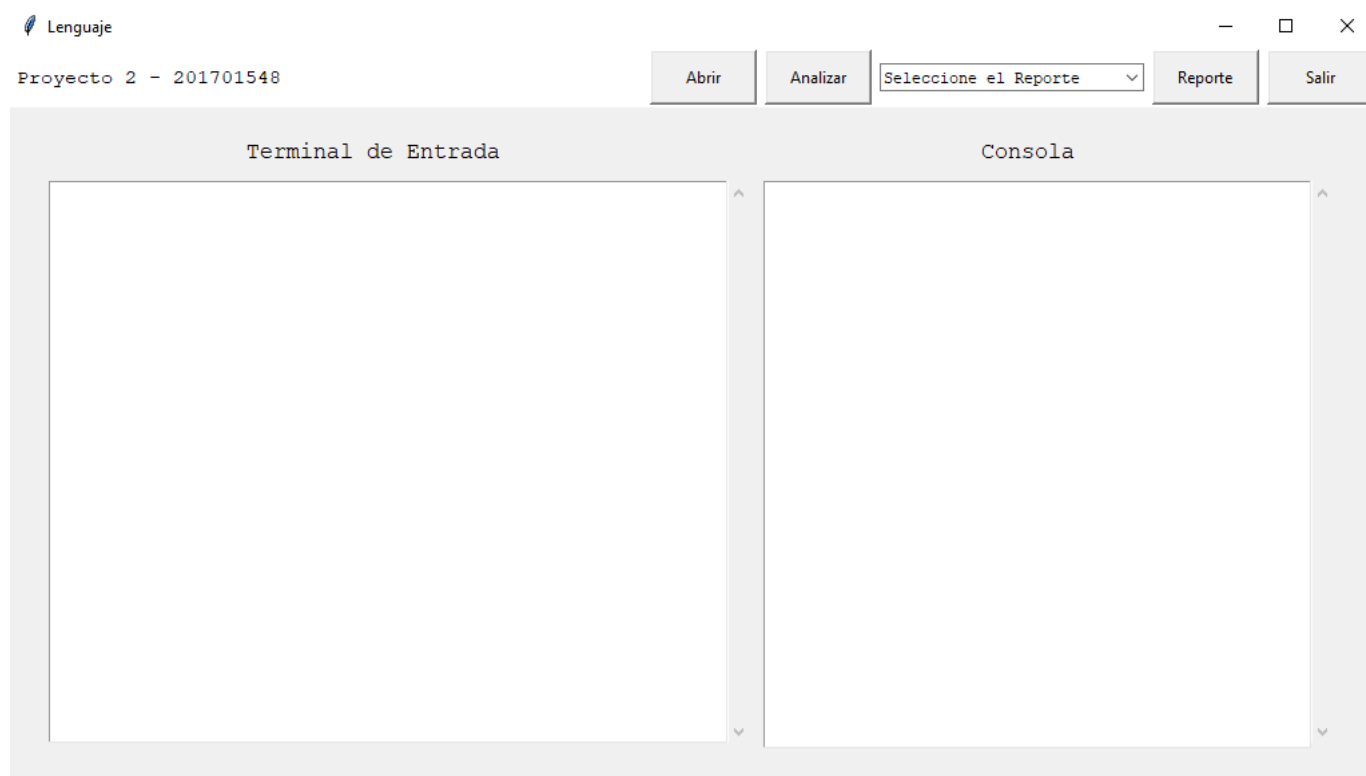 Lenguaje
Proyecto 2 - 201701548 Abrir Analizar Seleccione el Reporte Reporte Salir
Terminal de Entrada Consola